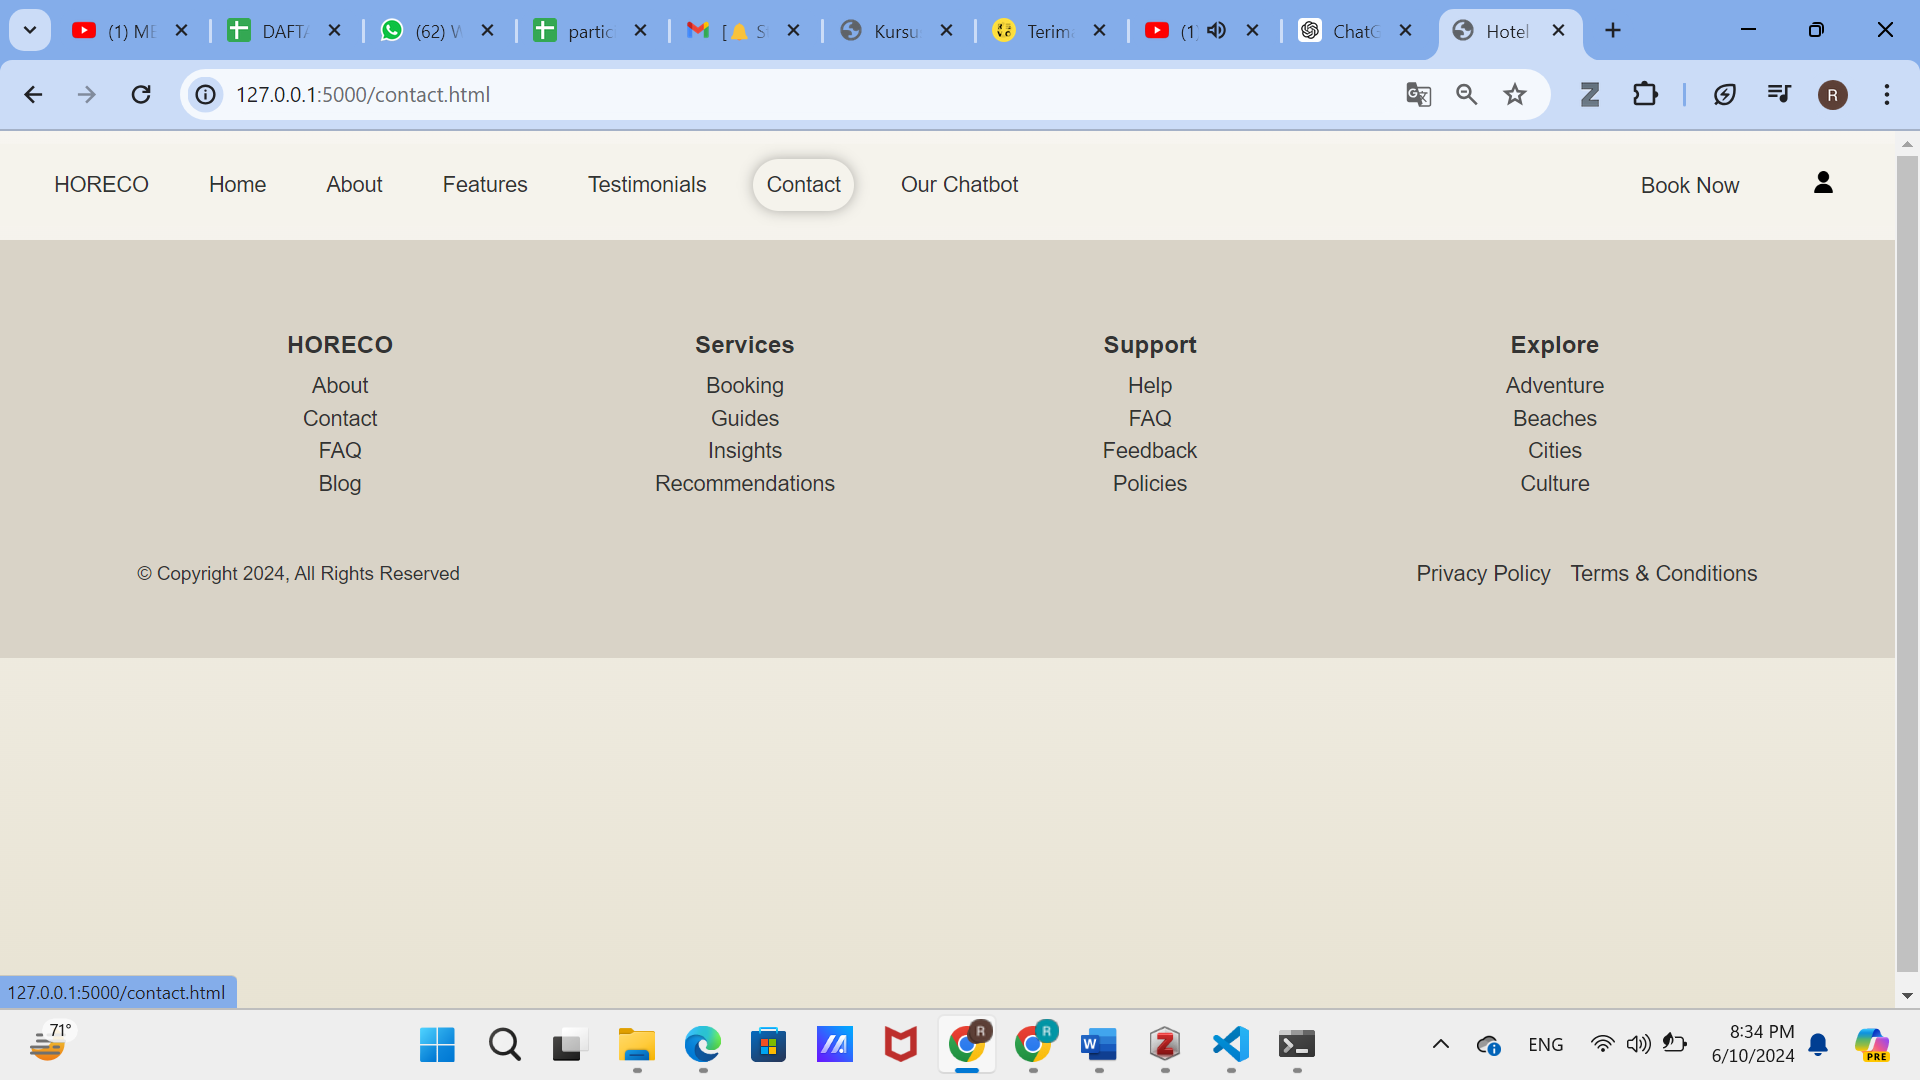 (1) ME
DAFTA
(62) W
partic
[ S
Kursu
Terima
(1)
ChatG
Hotel
127.0.0.1:5000/contact.html
R
HORECO
Home
About
Features
Testimonials
Contact
Our Chatbot
Book Now
HORECO
About
Contact
FAQ
Blog
Services
Booking
Guides
Insights
Recommendations
Support
Help
FAQ
Feedback
Policies
Explore
Adventure
Beaches
Cities
Culture
© Copyright 2024, All Rights Reserved
Privacy Policy Terms & Conditions
127.0.0.1:5000/contact.html
71°
R
R
ENG
8:34 PM
6/10/2024
PRE